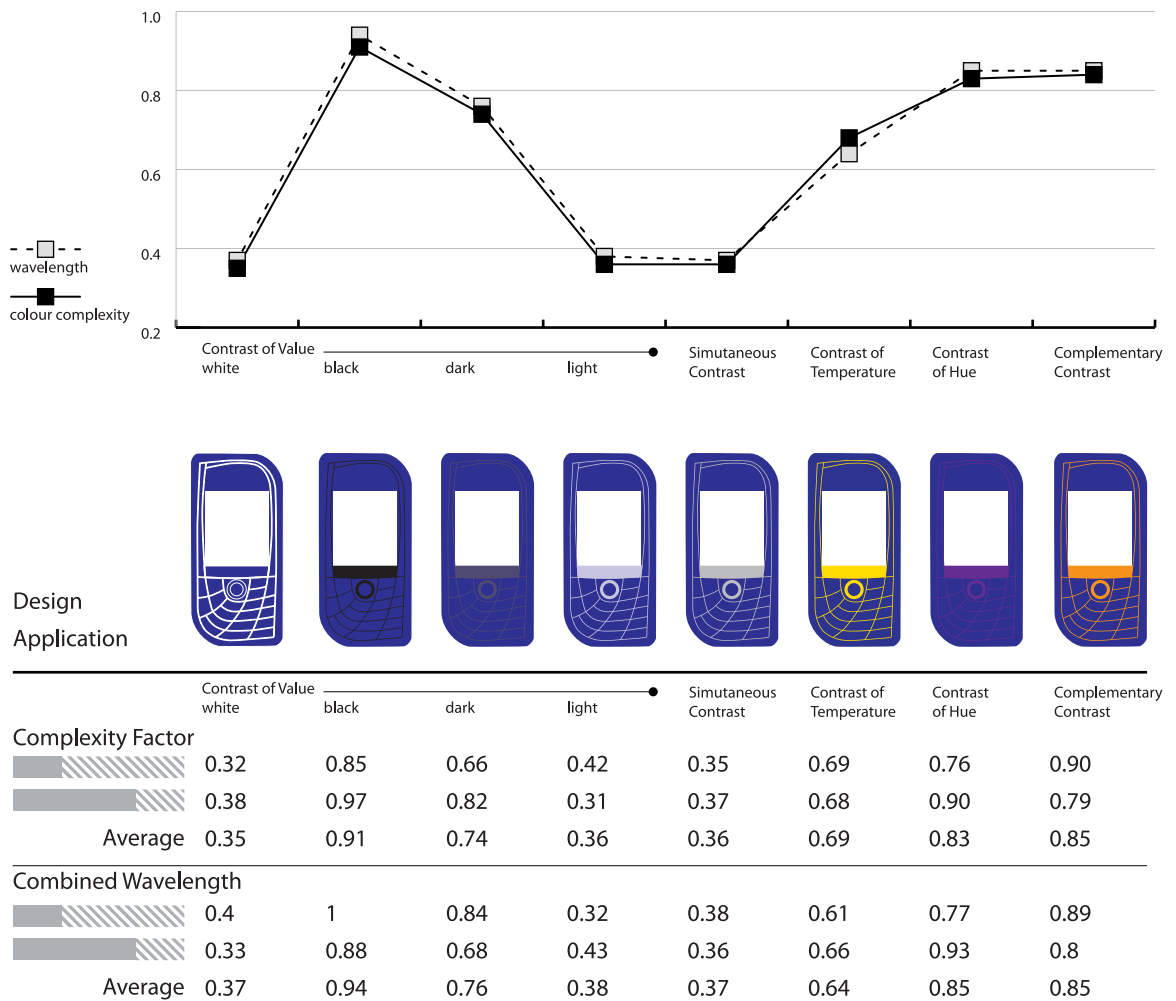 1.0
0.8
0.6
0.4
0.2
wavelength
colour complexity
Contrast of Value
white
black
dark
light
Simutaneous
Contrast
Contrast of
Temperature
Contrast
of Hue
Complementary
Contrast
Design
Application
Contrast of Value
white
black
dark
light
Simutaneous
Contrast
Contrast of
Temperature
Contrast
of Hue
Complementary
Contrast
Complexity Factor
0.32 0.85 0.66 0.42 0.35 0.69 0.76 0.90
0.38 0.97 0.82 0.31 0.37 0.68 0.90 0.79
Average 0.35 0.91 0.74 0.36 0.36 0.69 0.83 0.85
Combined Wavelength
0.4 1 0.84 0.32 0.38 0.61 0.77 0.89
0.33 0.88 0.68 0.43 0.36 0.66 0.93 0.8
Average 0.37 0.94 0.76 0.38 0.37 0.64 0.85 0.85